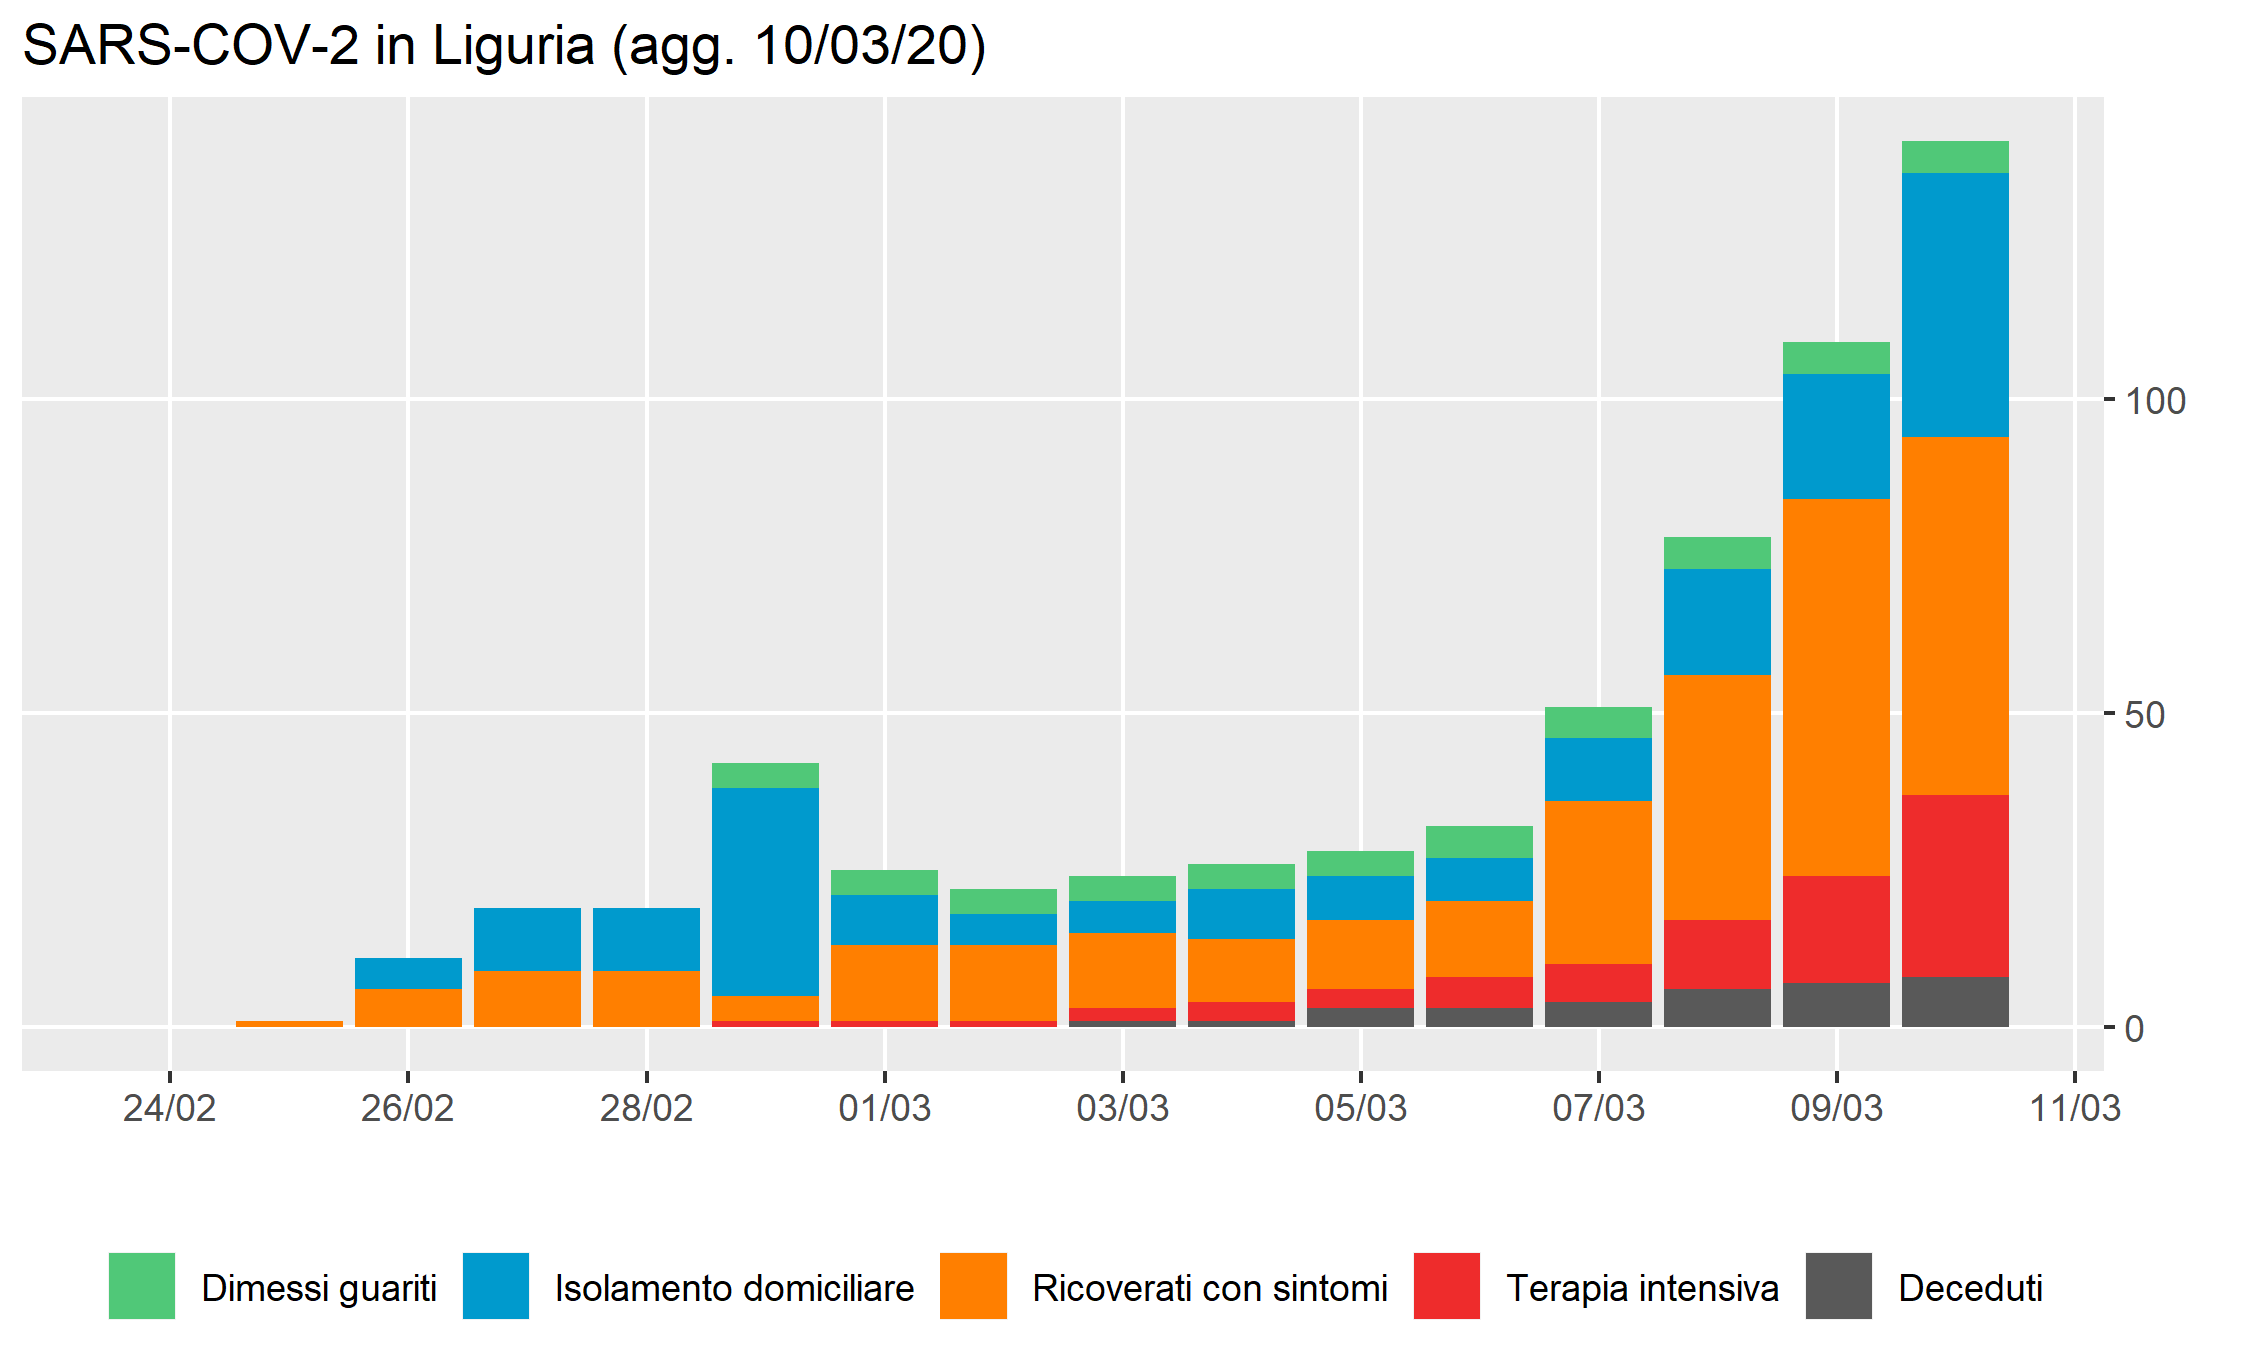 SARS-COV-2 in Liguria (agg. 10/03/20)
100
50
0
24/02 26/02 28/02 01/03 03/03 05/03 07/03 09/03 11/03
Dimessi guariti Isolamento domiciliare Ricoverati con sintomi Terapia intensiva Deceduti